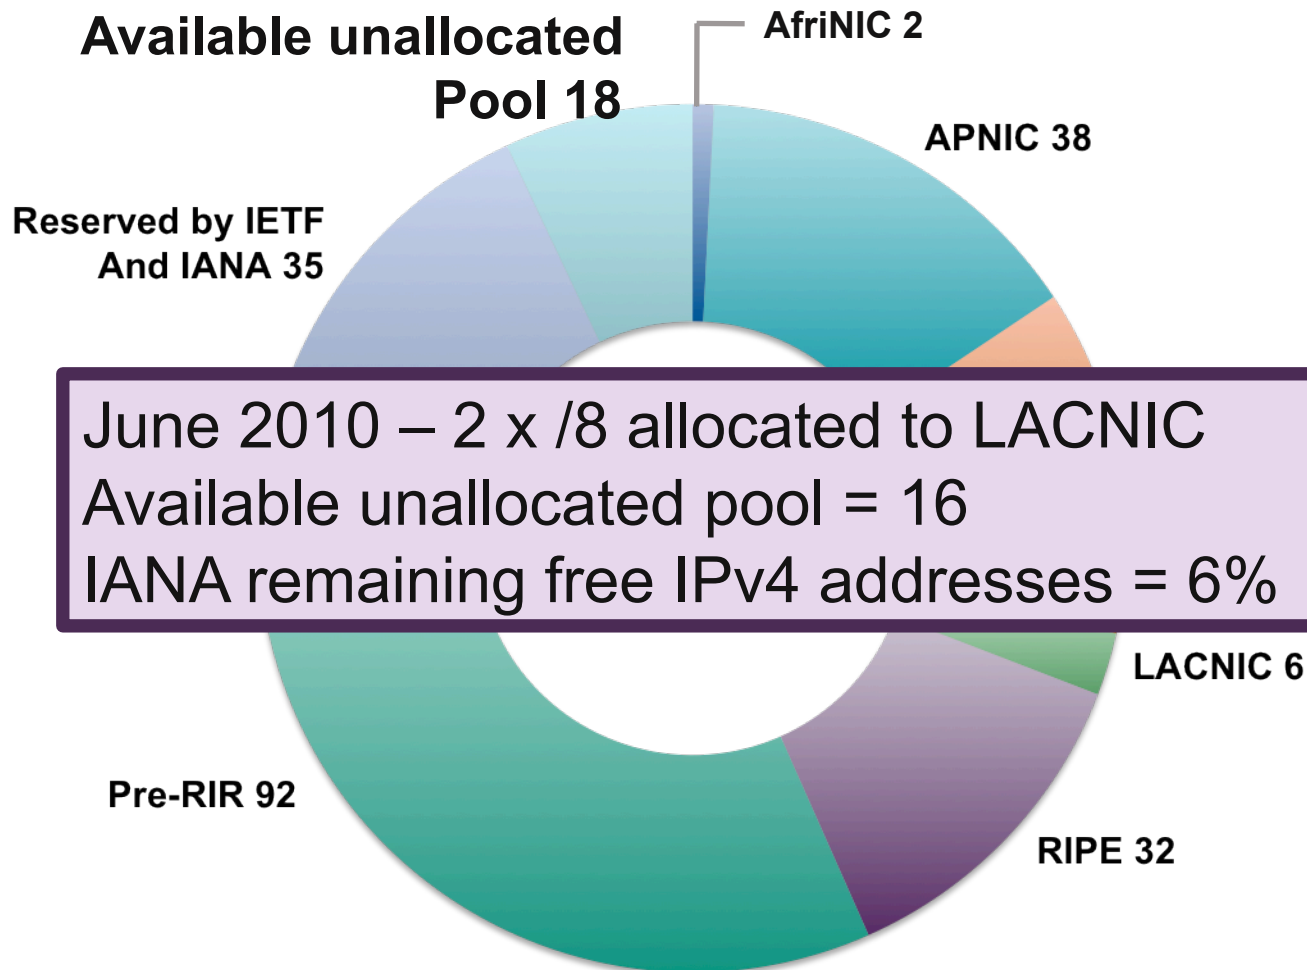 Available unallocated
Pool 18
AfriNIC 2
APNIC 38
Reserved by IETF
And IANA 35
June 2010 – 2 x /8 allocated to LACNIC
Available unallocated pool = 16
IANA remaining free IPv4 addresses = 6%
LACNIC 6
Pre-RIR 92
RIPE 32